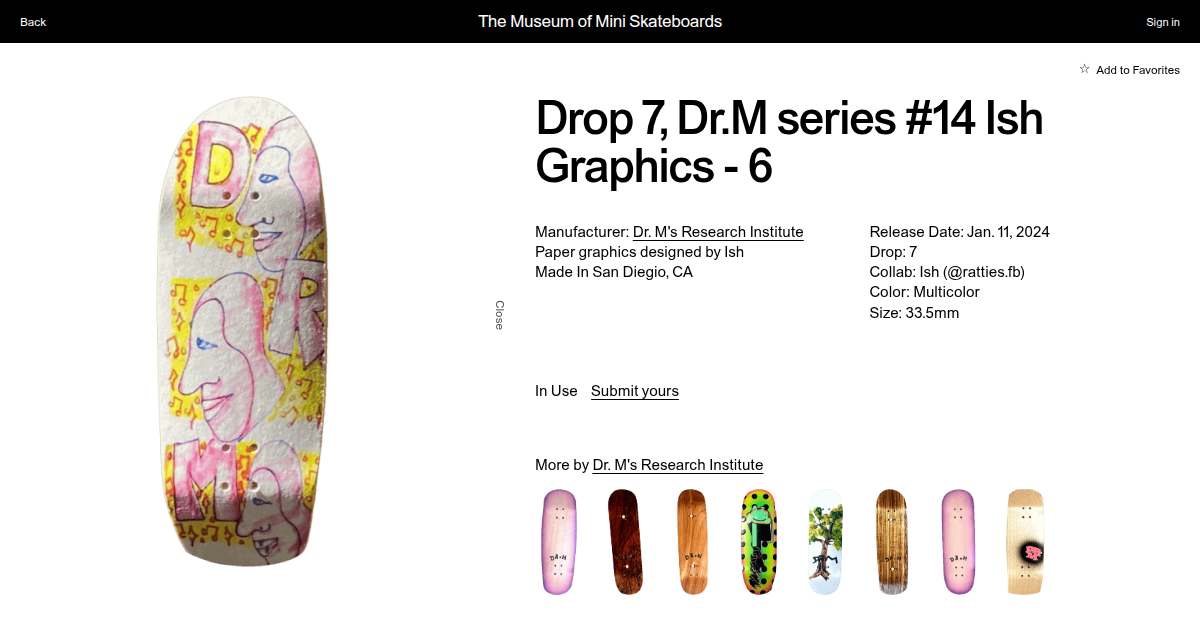 Back
The Museum of Mini Skateboards
Sign in
☆ Add to Favorites
Drop 7, Dr.M series #14 Ish
Graphics - 6
Manufacturer: Dr. M's Research Institute
Paper graphics designed by Ish
Made In San Diegio, CA
Release Date: Jan. 11, 2024
Drop: 7
Collab: Ish (@ratties.fb)
Color: Multicolor
Size: 33.5mm
Close
In Use Submit yours
More by Dr. M's Research Institute
D
R
M
DR•M
DR•M
DR•M